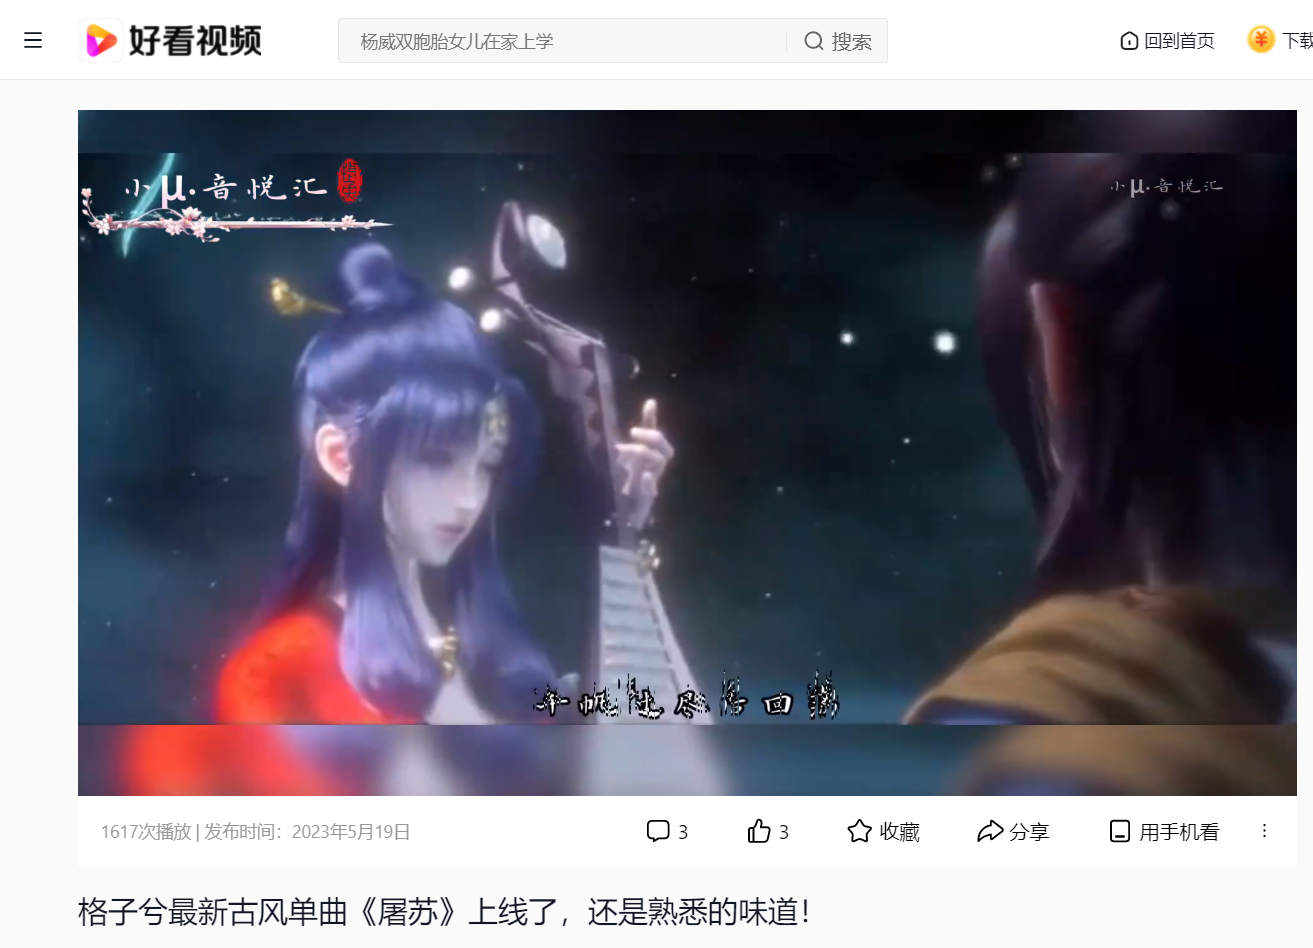 好看视频
杨威双胞胎女儿在家上学
搜索
回到首页
下载
小μ·音悦汇
小μ·音悦汇
1617次播放 | 发布时间：2023年5月19日
3
3
收藏
分享
用手机看
格子兮最新古风单曲《屠苏》上线了，还是熟悉的味道！